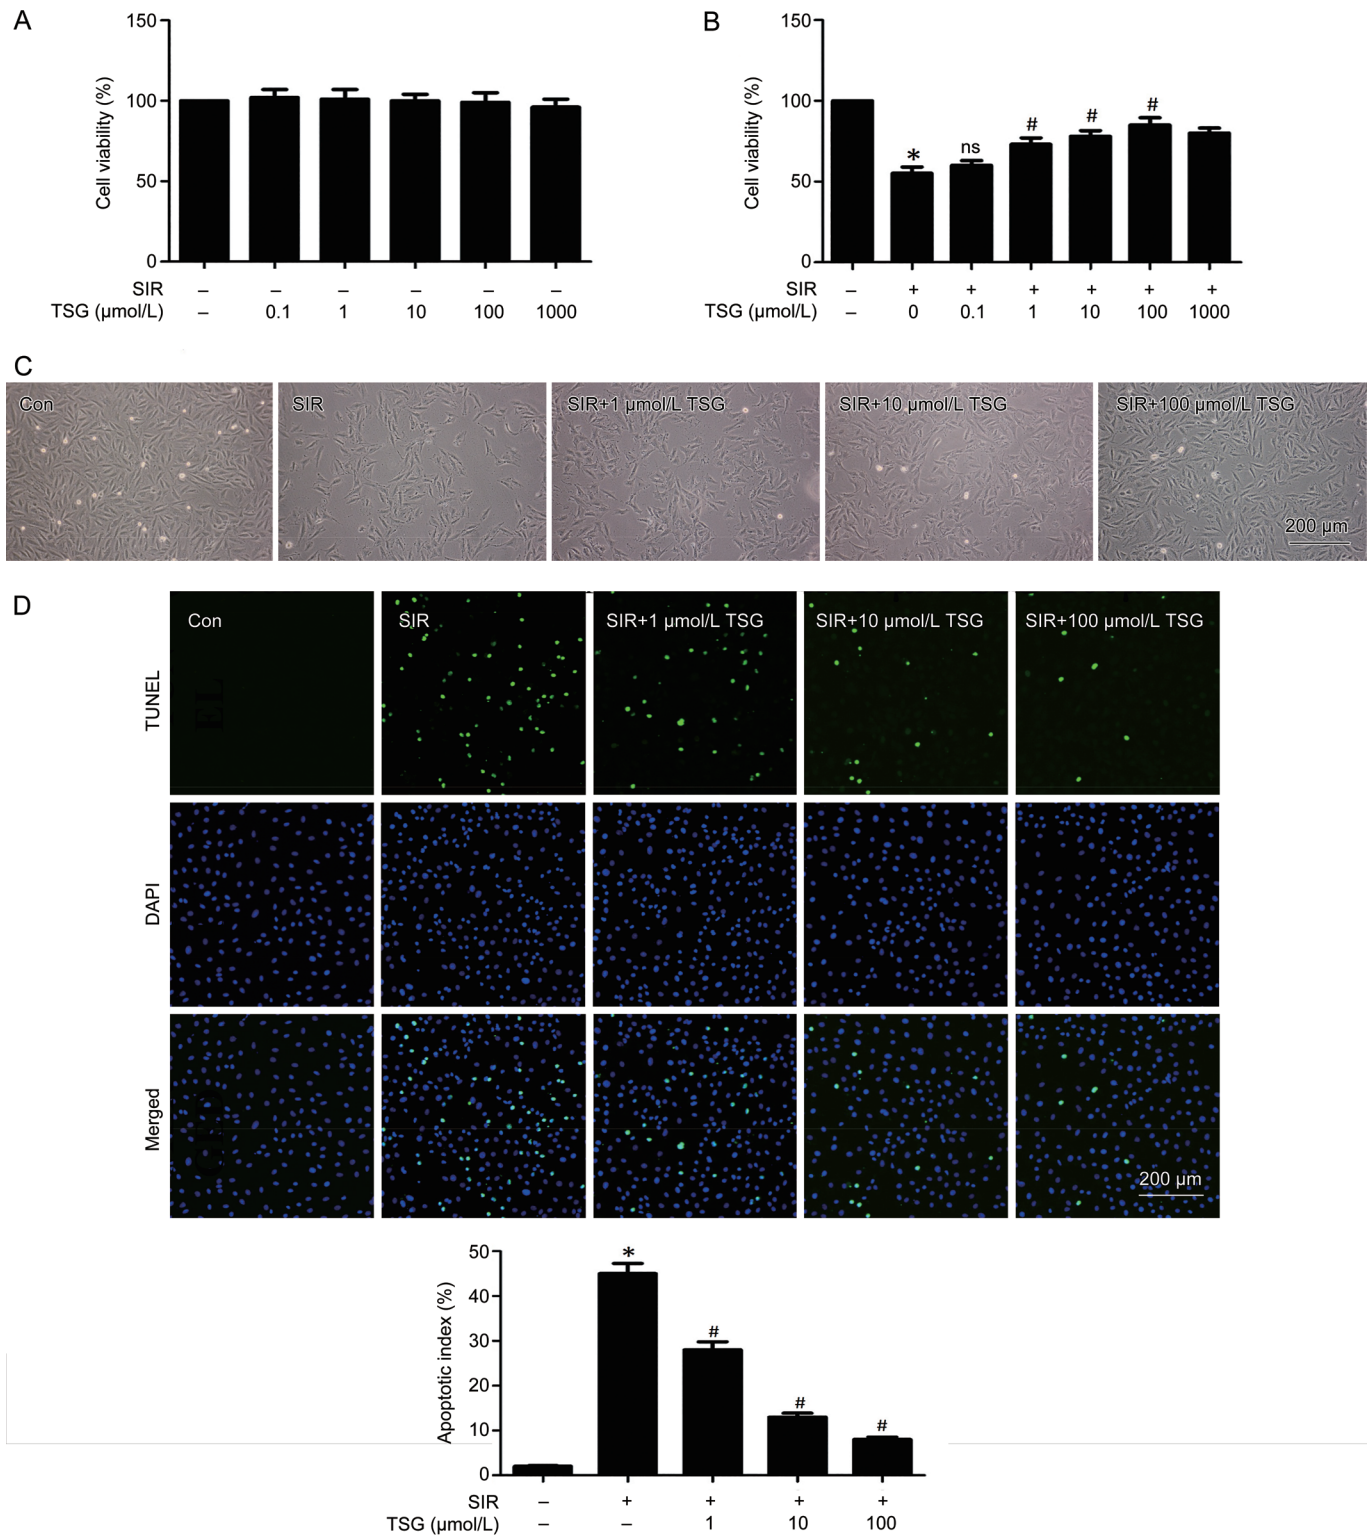 A
150
100
50
0
Cell viability (%)
SIR – – – – – –
TSG (µmol/L) – 0.1 1 10 100 1000
B
150
100
50
0
Cell viability (%)
* ns # # #
SIR – + + + + + +
TSG (µmol/L) – 0 0.1 1 10 100 1000
C
Con SIR SIR+1 µmol/L TSG SIR+10 µmol/L TSG SIR+100 µmol/L TSG
200 µm
D
Con SIR SIR+1 µmol/L TSG SIR+10 µmol/L TSG SIR+100 µmol/L TSG
TUNEL
EL
DAPI
Merged
200 µm
50
40
30
20
10
0
Apoptotic index (%)
* # # #
SIR – + + + +
TSG (µmol/L) – – 1 10 100